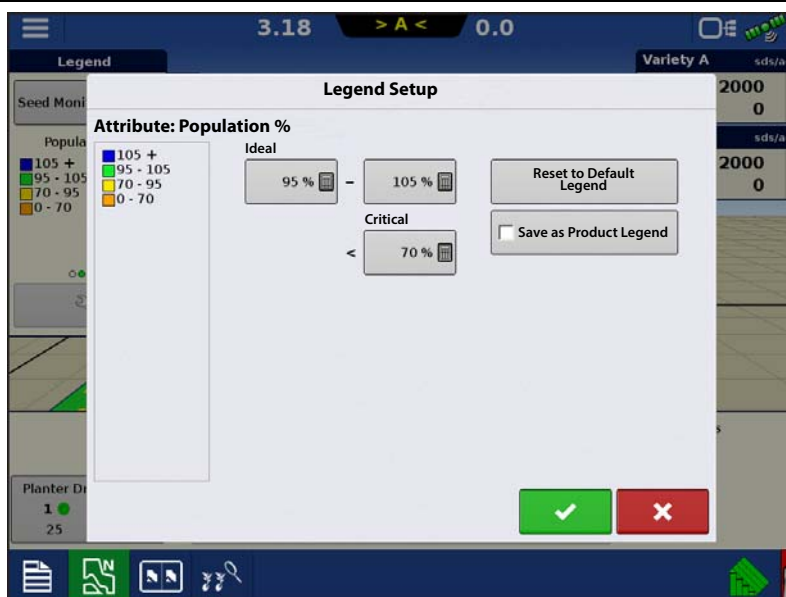 3.18 > A < 0.0
Legend
Variety A sds/a
Seed Moni
2000
0
sds/a
2000
0
Popula
105 +
95 - 105
70 - 95
0 - 70
Legend Setup
Attribute: Population %
105 +
95 - 105
70 - 95
0 - 70
Ideal
95 % – 105 %
Critical
< 70 %
Reset to Default
Legend
Save as Product Legend
s
Planter Dr
1
25
N